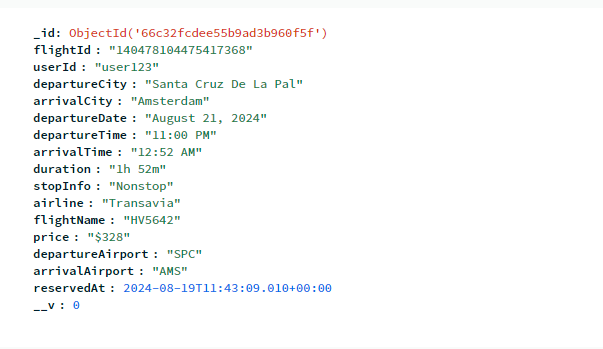 _id: ObjectId('66c32fcdee55b9ad3b960f5f')
flightId: "140478104475417368"
userId: "user123"
departureCity: "Santa Cruz De La Pal"
arrivalCity: "Amsterdam"
departureDate: "August 21, 2024"
departureTime: "11:00 PM"
arrivalTime: "12:52 AM"
duration: "1h 52m"
stopInfo: "Nonstop"
airline: "Transavia"
flightName: "HV5642"
price: "$328"
departureAirport: "SPC"
arrivalAirport: "AMS"
reservedAt: 2024-08-19T11:43:09.010+00:00
__v: 0